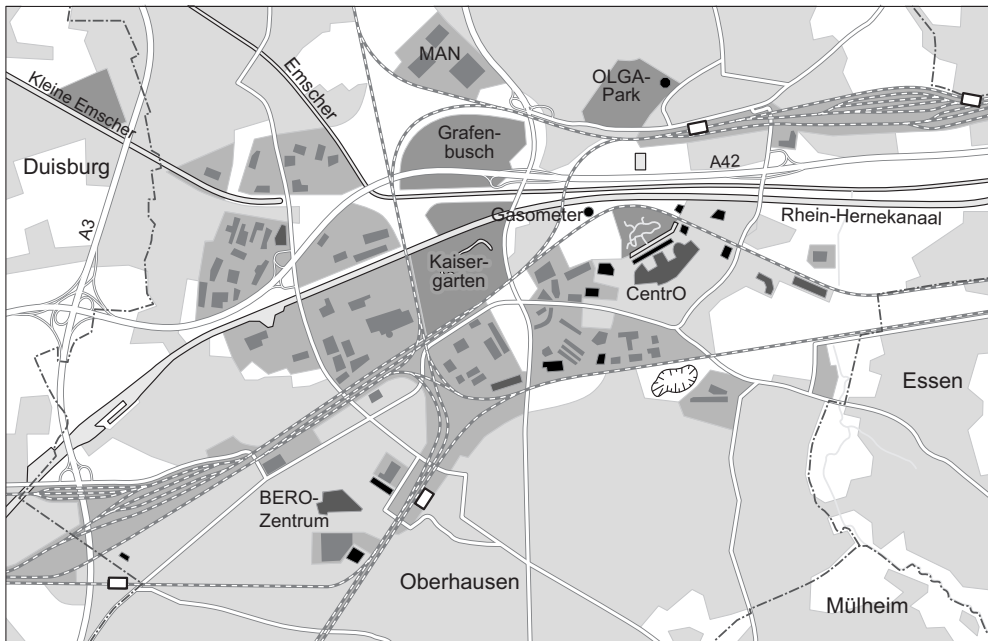 MAN
OLGA-
Park
Emscher
Kleine Emscher
Grafen-
busch
A42
Duisburg
A3
Gasometer
Rhein-Hernekanaal
Kaiser-
gärten
CentrO
Essen
BERO-
Zentrum
Oberhausen
Mülheim